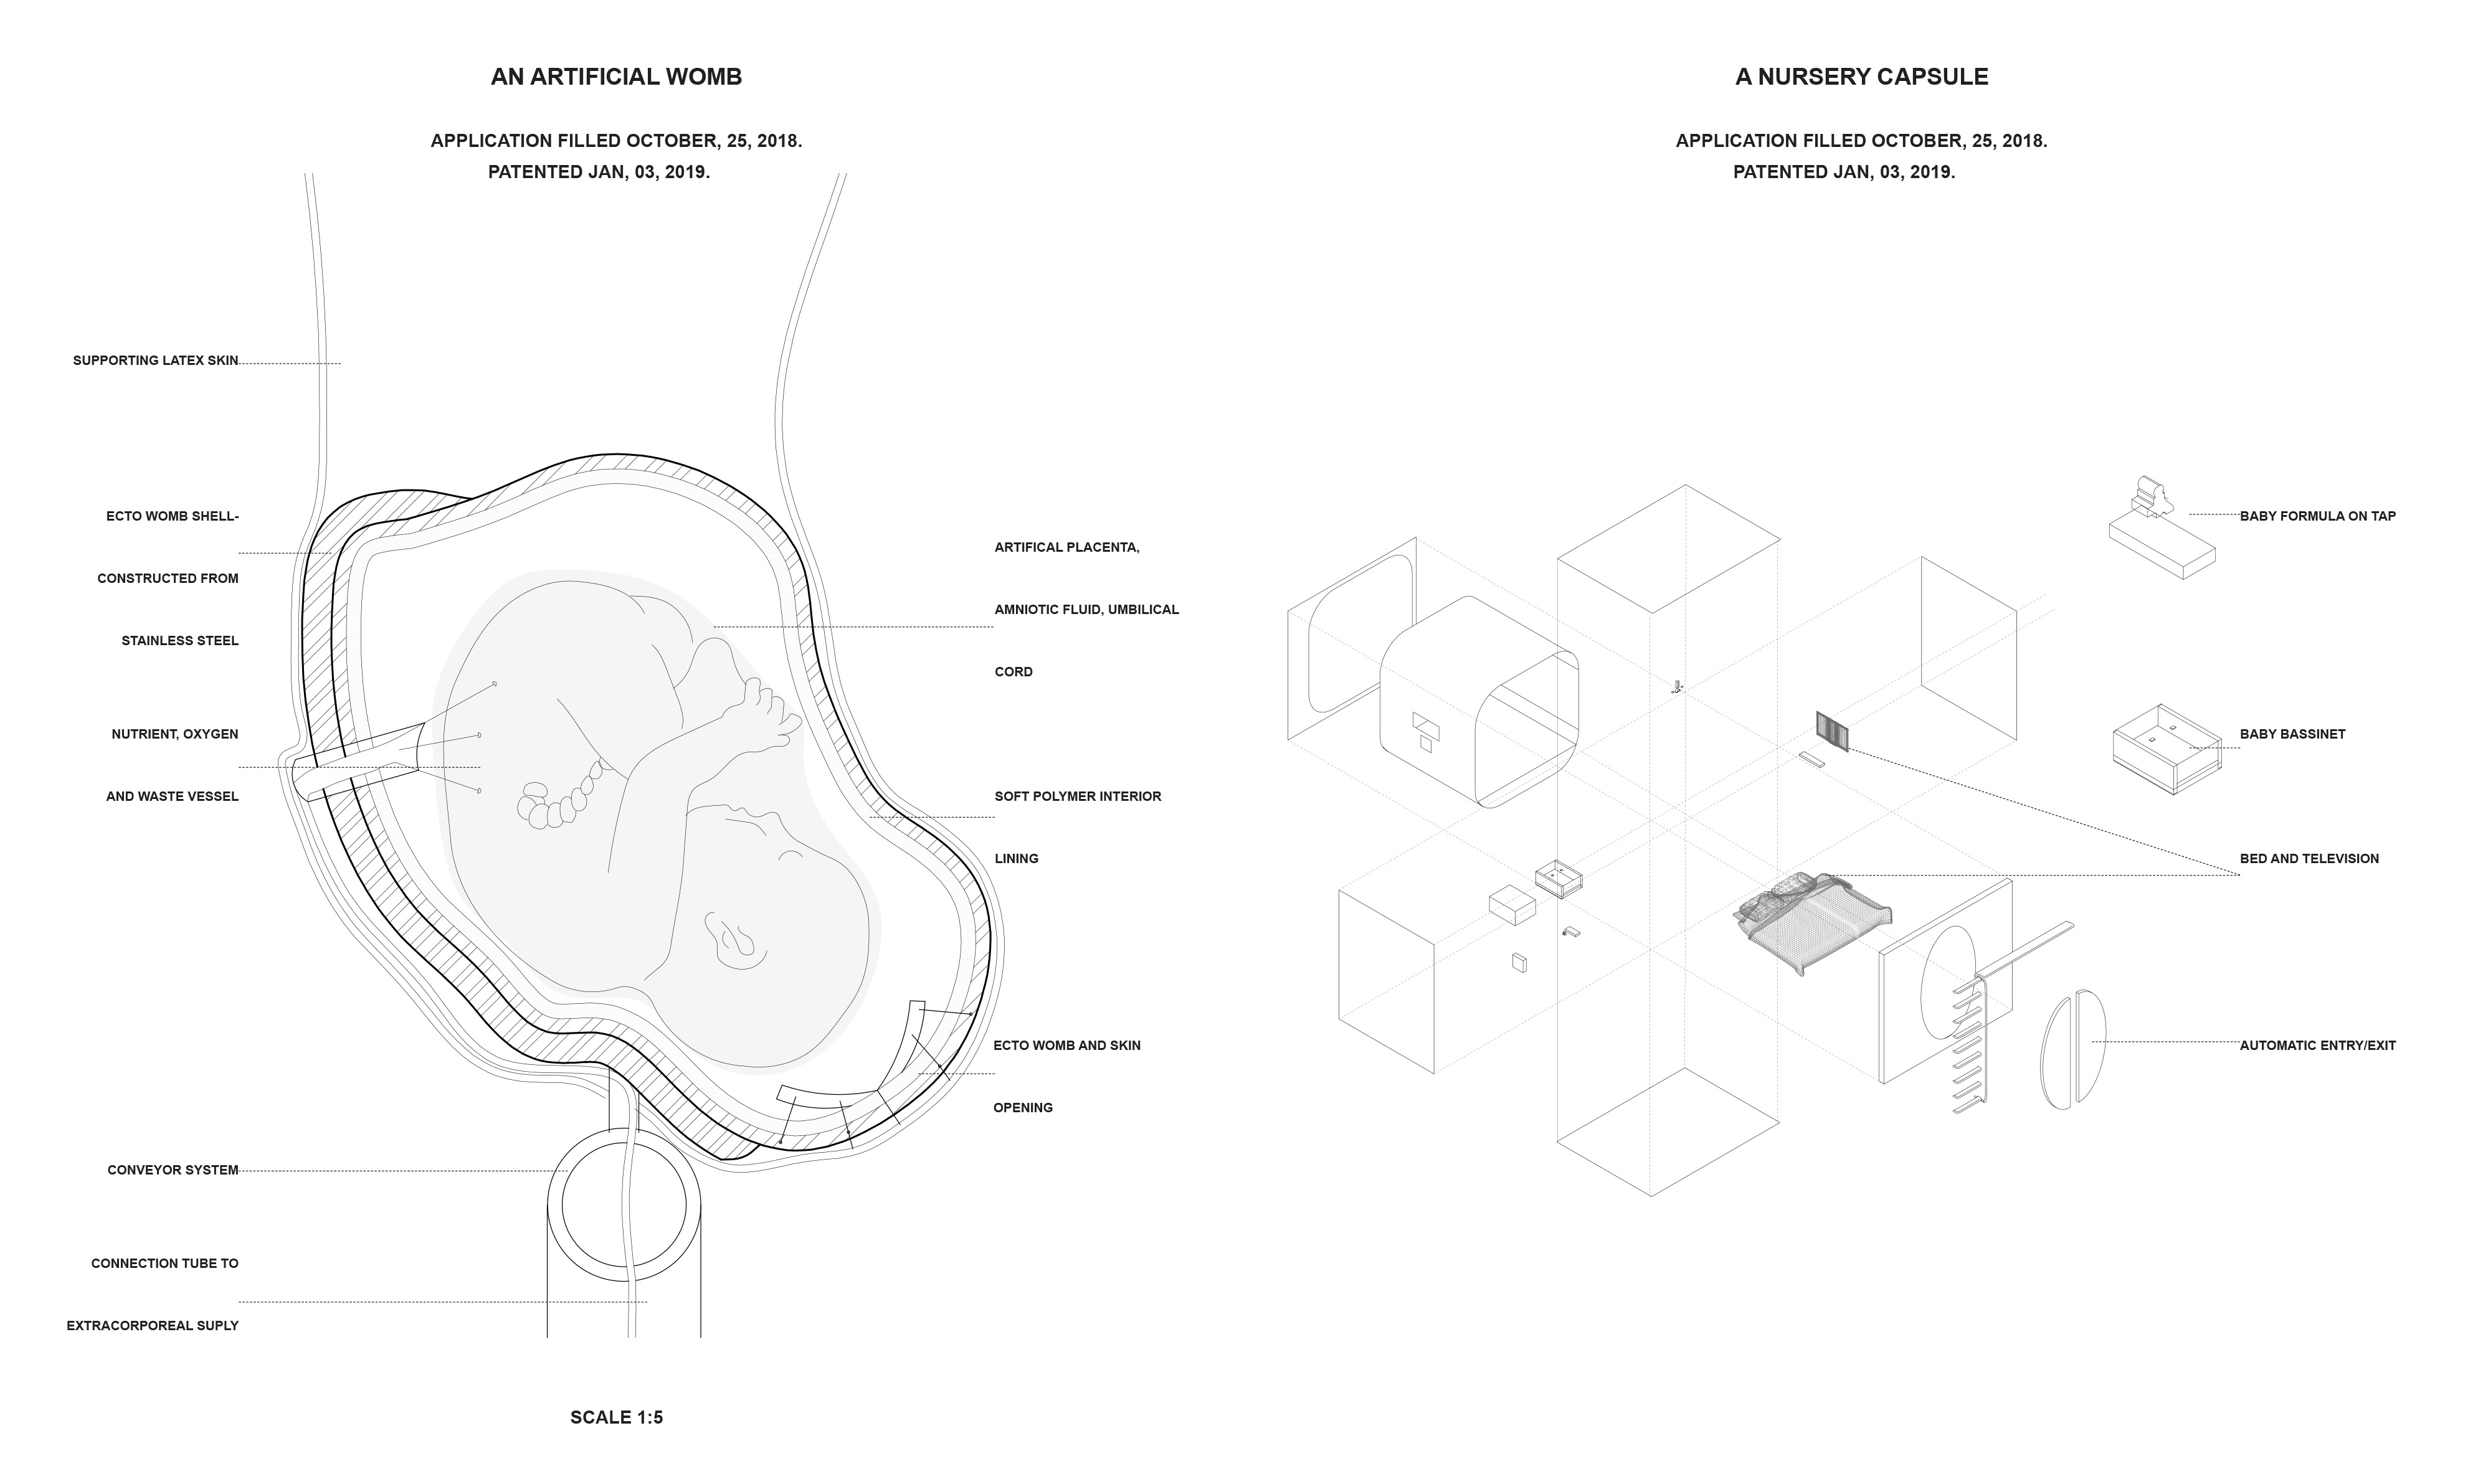 AN ARTIFICIAL WOMB
APPLICATION FILLED OCTOBER, 25, 2018.
PATENTED JAN, 03, 2019.
SUPPORTING LATEX SKIN
ECTO WOMB SHELL-
CONSTRUCTED FROM
STAINLESS STEEL
NUTRIENT, OXYGEN
AND WASTE VESSEL
CONVEYOR SYSTEM
CONNECTION TUBE TO
EXTRACORPOREAL SUPLY
ARTIFICAL PLACENTA,
AMNIOTIC FLUID, UMBILICAL
CORD
SOFT POLYMER INTERIOR
LINING
ECTO WOMB AND SKIN
OPENING
SCALE 1:5
A NURSERY CAPSULE
APPLICATION FILLED OCTOBER, 25, 2018.
PATENTED JAN, 03, 2019.
BABY FORMULA ON TAP
BABY BASSINET
BED AND TELEVISION
AUTOMATIC ENTRY/EXIT